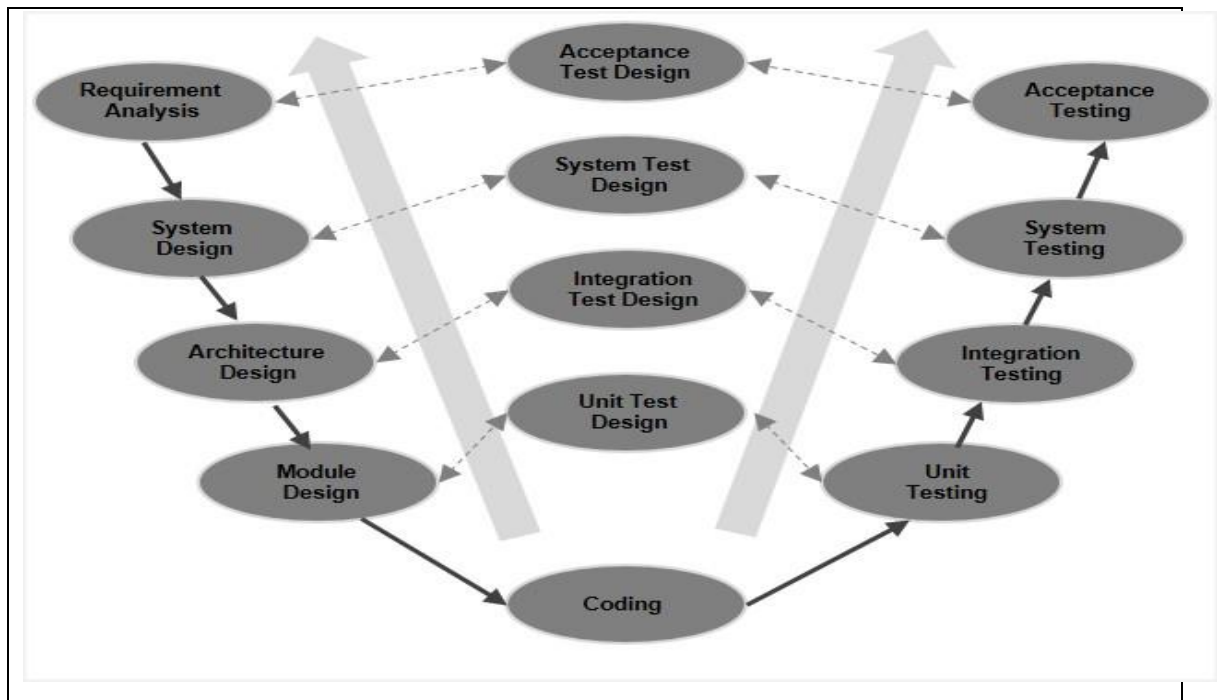 Acceptance
Test Design
Requirement
Analysis
Acceptance
Testing
System Test
Design
System
Design
System
Testing
Integration
Test Design
Architecture
Design
Integration
Testing
Unit Test
Design
Module
Design
Unit
Testing
Coding